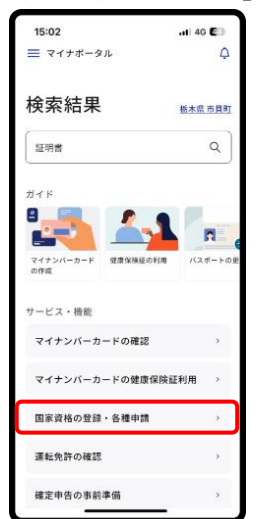 15:02
4G
マイナポータル
検索結果
栃木県 市貝町
証明書
ガイド
マイナンバーカード
の作成
健康保険証の利用
パスポートの更
サービス・機能
マイナンバーカードの確認
マイナンバーカードの健康保険証利用
国家資格の登録・各種申請
運転免許の確認
確定申告の事前準備